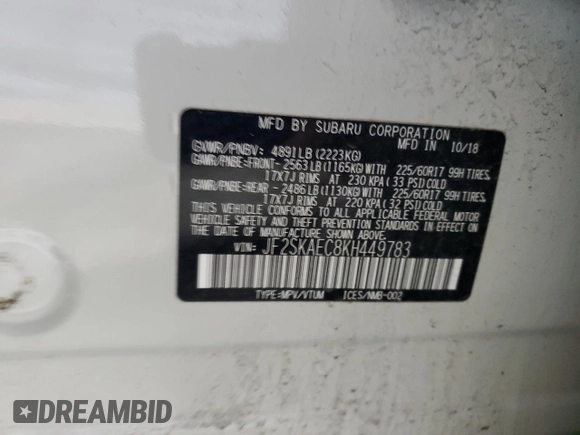 MFD BY SUBARU CORPORATION
MFD IN 10/18
GVWR/PNBV: 4891LB(2223KG)
GAWR/PNBE-FRONT- 2563LB(1165KG)WITH 225/60R17 99H TIRES,
17X7J RIMS AT 230 KPA(33 PSI)COLD
GAWR/PNBE-REAR - 2486LB(1130KG)WITH 225/60R17 99H TIRES,
17X7J RIMS AT 220 KPA(32 PSI)COLD
THIS VEHICLE CONFORMS TO ALL APPLICABLE FEDERAL MOTOR
VEHICLE SAFETY AND THEFT PREVENTION STANDARDS IN EFFECT
ON THE DATE OF MANUFACTURE SHOWN ABOVE.
VIN: JF2SKAEC8KH449783
TYPE:MPV/VTUM ICES/NMB-002
DREAMBID